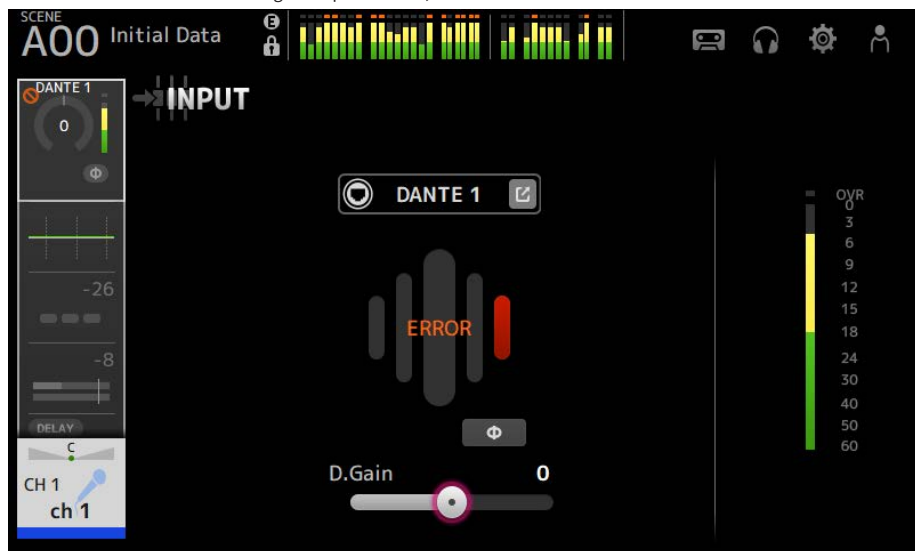 SCENE
A00 Initial Data
E
DANTE 1
0
Φ
-26
-8
DELAY
C
CH 1
ch 1
INPUT
DANTE 1
ERROR
Φ
D.Gain 0
OVR
0
3
6
9
12
15
18
24
30
40
50
60